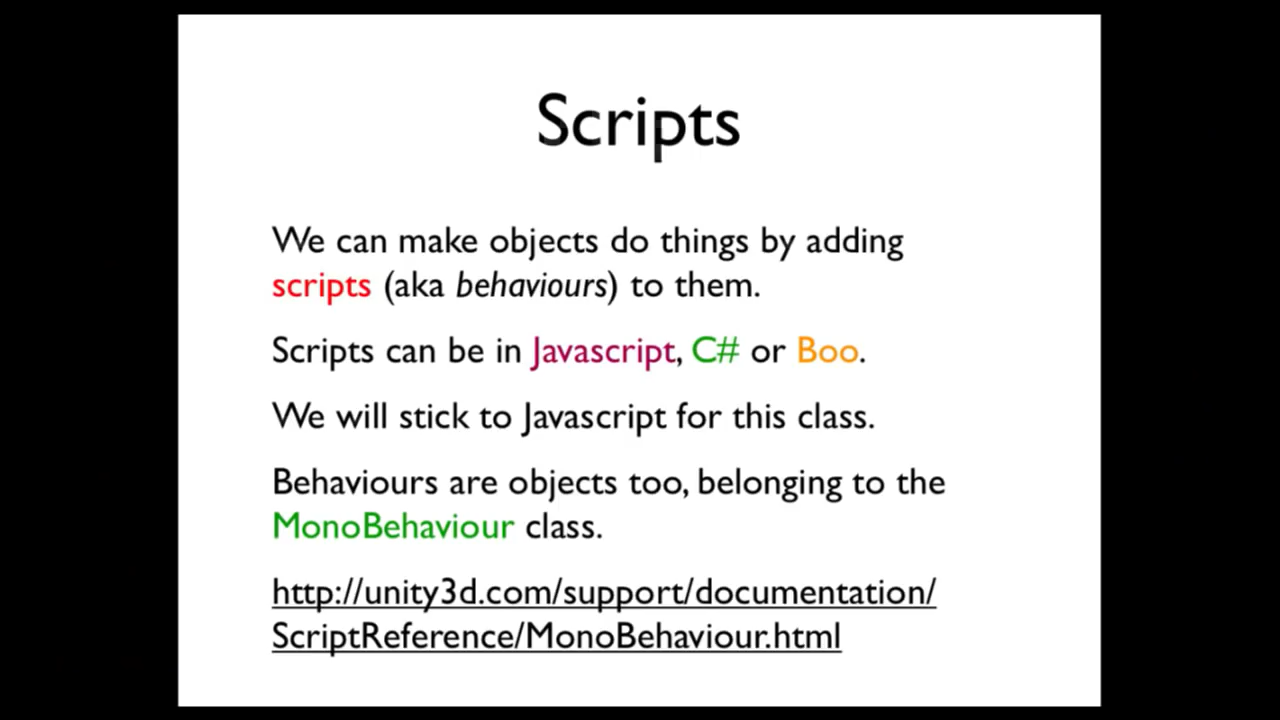 Scripts
We can make objects do things by adding
scripts (aka behaviours) to them.
Scripts can be in Javascript, C# or Boo.
We will stick to Javascript for this class.
Behaviours are objects too, belonging to the
MonoBehaviour class.
http://unity3d.com/support/documentation/
ScriptReference/MonoBehaviour.html